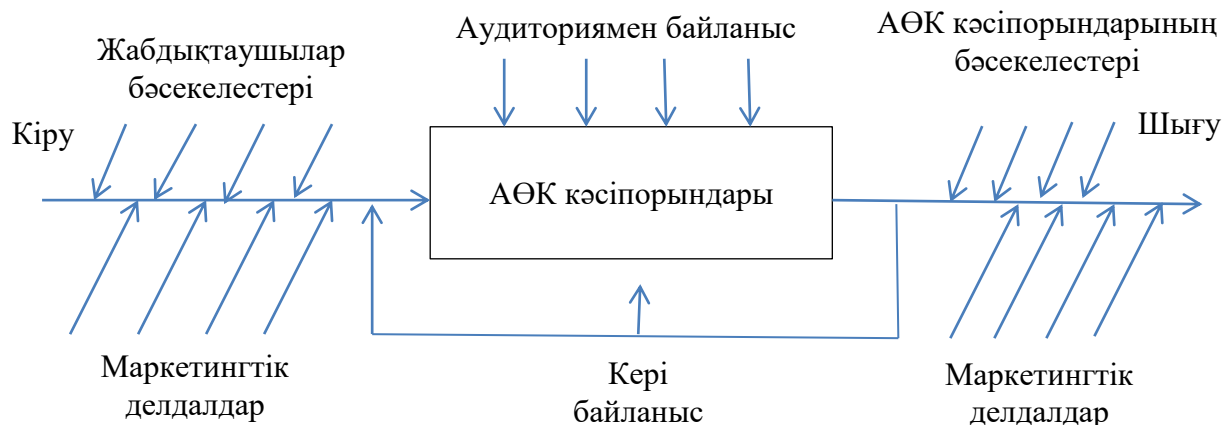 Жабдықтаушылар
бәсекелестері
Аудиториямен байланыс
АӨК кәсіпорындарының
бәсекелестері
Кіру
Шығу
АӨК кәсіпорындары
Маркетингтік
делдалдар
Кері
байланыс
Маркетингтік
делдалдар